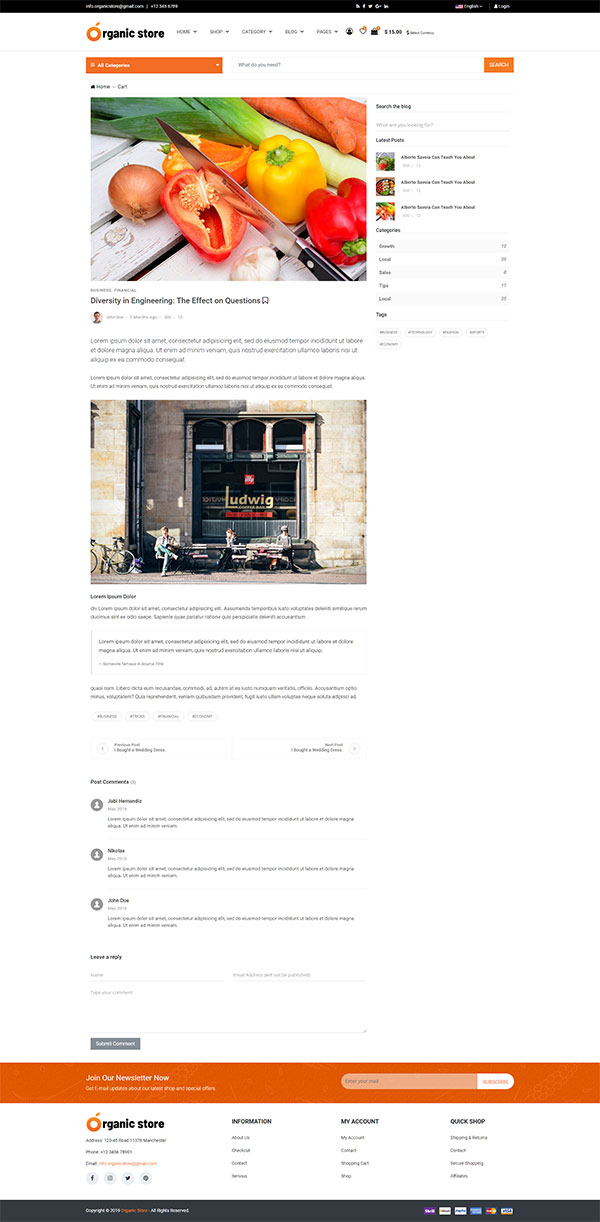 info.organicstore@gmail.com | +12 345 6789
English
Login
Organic store
HOME
SHOP
CATEGORY
BLOG
PAGES
$ 15.00
$ Select Currency
All Categories
What do you need?
SEARCH
Home
Cart
BUSINESS, FINANCIAL
Diversity in Engineering: The Effect on Questions
John Doe
2 Months Ago
300
12
Lorem ipsum dolor sit amet, consectetur adipisicing elit, sed do eiusmod tempor incididunt ut labore et
dolore magna aliqua. Ut enim ad minim veniam, quis nostrud exercitation ullamco laboris nisi ut
aliquip ex ea commodo consequat.
Lorem ipsum dolor sit amet, consectetur adipisicing elit, sed do eiusmod tempor incididunt ut labore et dolore magna aliqua.
Ut enim ad minim veniam, quis nostrud exercitation ullamco laboris nisi ut aliquip ex ea commodo consequat.
illy
ludwig
COFFEE BAR
Lorem Ipsum Dolor
div Lorem ipsum dolor sit amet, consectetur adipisicing elit. Assumenda temporibus iusto voluptates deleniti similique rerum
ducimus sed ex odio eaque. Sapiente quae pariatur ratione quis perspiciatis deleniti accusantium
Lorem ipsum dolor sit amet, consectetur adipisicing elit, sed do eiusmod tempor incididunt ut labore et dolore
magna aliqua. Ut enim ad minim veniam, quis nostrud exercitation ullamco laboris nisi ut aliquip.
— Someone famous in Source Title
quasi nam. Libero dicta eum recusandae, commodi, ad, autem at ea iusto numquam veritatis, officiis. Accusantium optio
minus, voluptatem? Quia reprehenderit, veniam quibusdam provident, fugit iusto ullam voluptas neque soluta adipisci ad.
#BUSINESS
#TRICKS
#FINANCIAL
#ECONOMY
Previous Post
I Bought a Wedding Dress.
Next Post
I Bought a Wedding Dress.
Post Comments (3)
Jobi Hernandiz
May, 2016
Lorem ipsum dolor sit amet, consectetur adipisicing elit, sed do eiusmod tempor incididunt ut labore et dolore magna
aliqua. Ut enim ad minim veniam.
Nikolas
May, 2016
Lorem ipsum dolor sit amet, consectetur adipisicing elit, sed do eiusmod tempor incididunt ut labore et dolore magna
aliqua. Ut enim ad minim veniam.
John Doe
May, 2016
Lorem ipsum dolor sit amet, consectetur adipisicing elit, sed do eiusmod tempor incididunt ut labore et dolore magna
aliqua. Ut enim ad minim veniam.
Leave a reply
Name
Email Address (will not be published)
Type your comment
Submit Comment
Search the blog
What are you looking for?
Latest Posts
Alberto Savoia Can Teach You About
500
12
Alberto Savoia Can Teach You About
500
12
Alberto Savoia Can Teach You About
500
12
Categories
Growth 12
Local 25
Sales 8
Tips 17
Local 25
Tags
#BUSINESS
#TECHNOLOGY
#FASHION
#SPORTS
#ECONOMY
Join Our Newsletter Now
Get E-mail updates about our latest shop and special offers.
Enter your mail
SUBSCRIBE
Organic store
Address: 123-45 Road 11378 Manchester
Phone: +12 3456 78901
Email: info.organicstore@gmail.com
INFORMATION
About Us
Checkout
Contact
Services
MY ACCOUNT
My Account
Contact
Shopping Cart
Shop
QUICK SHOP
Shipping & Returns
Contact
Secure Shopping
Affiliates
Copyright © 2019 Organic Store - All Rights Reserved.
Skrill
PayPal
VISA